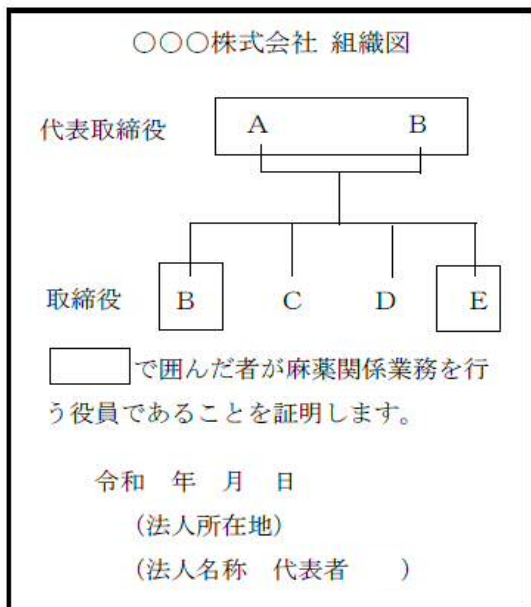 〇〇〇株式会社 組織図
代表取締役 A B
取締役 B C D E
で囲んだ者が麻薬関係業務を行
う役員であることを証明します。
令和 年 月 日
(法人所在地)
(法人名称 代表者 )